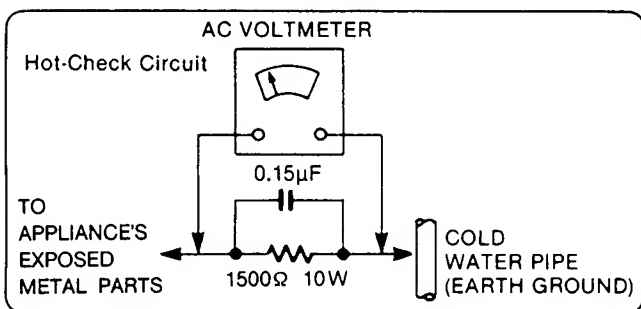 AC VOLTMETER
Hot-Check Circuit
0.15µF
TO
APPLIANCE'S
EXPOSED
METAL PARTS
1500Ω 10W
COLD
WATER PIPE
(EARTH GROUND)